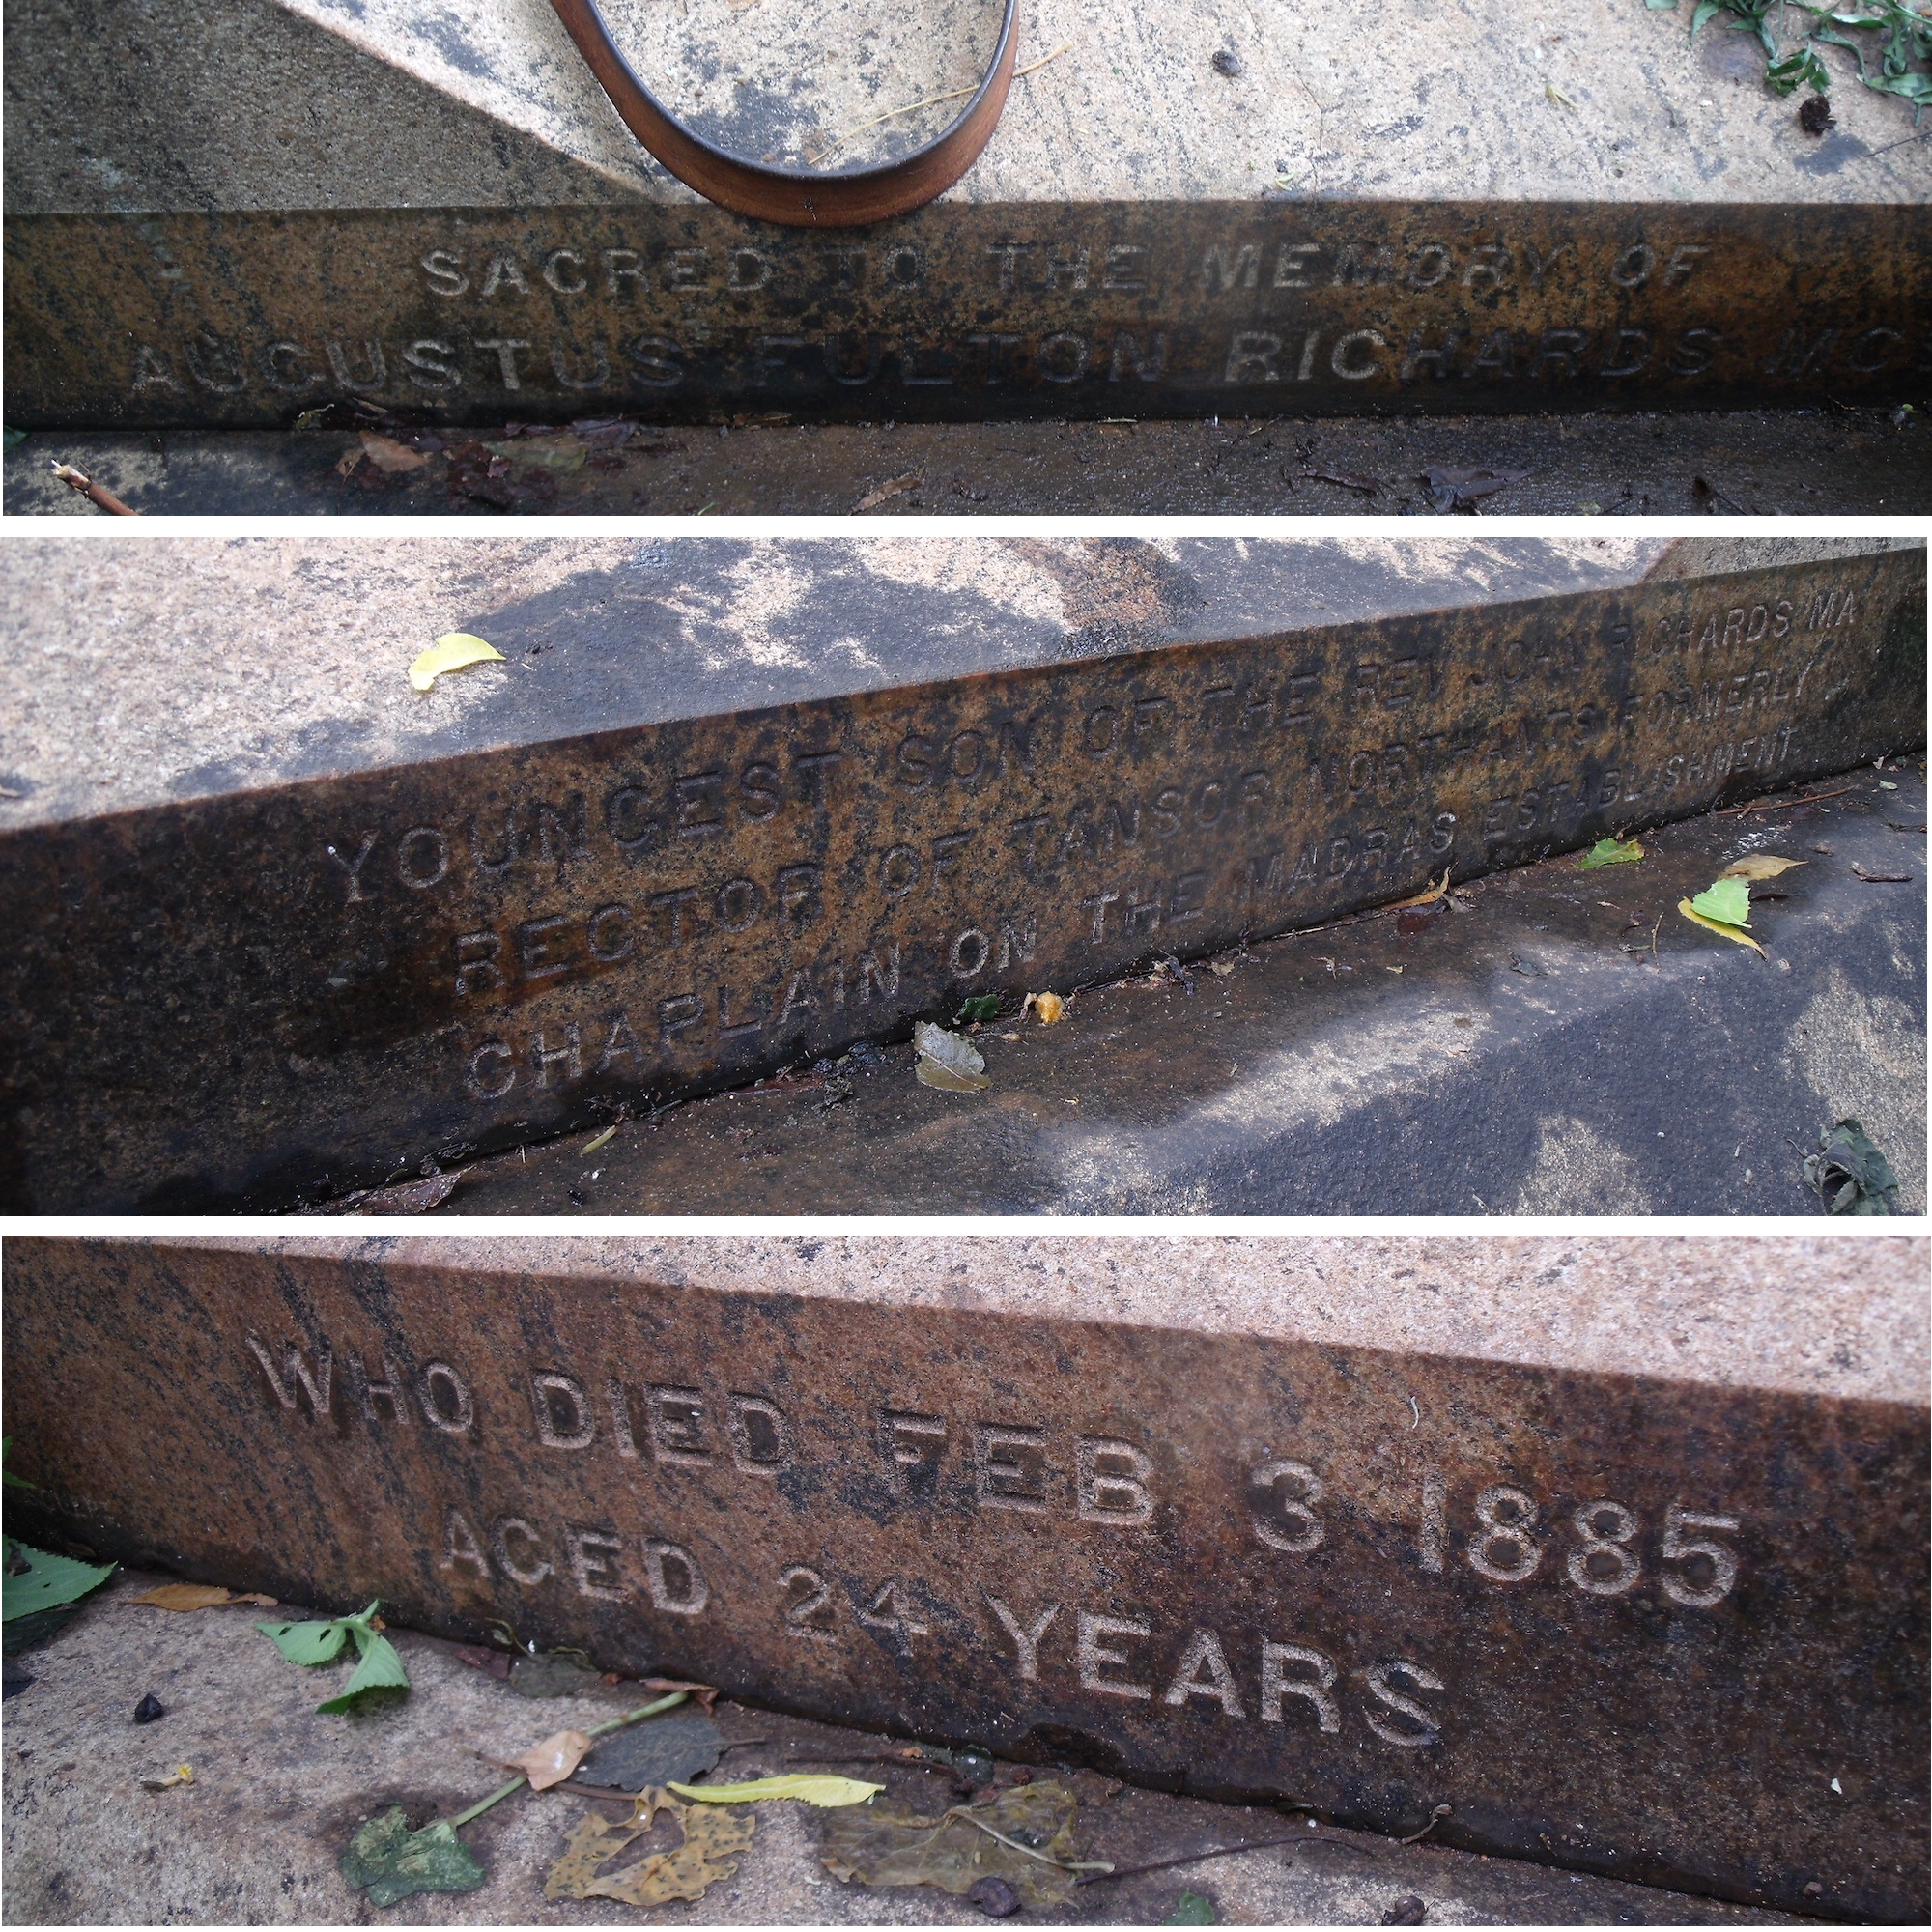 SACRED TO THE MEMORY OF
AUGUSTUS FULTON RICHARDS
YOUNGEST SON OF THE REV JOHN RICHARDS MA
RECTOR OF TANSOR NORTHANTS FORMERLY
CHAPLAIN ON THE MADRAS ESTABLISHMENT
WHO DIED FEB 3 1885
AGED 24 YEARS